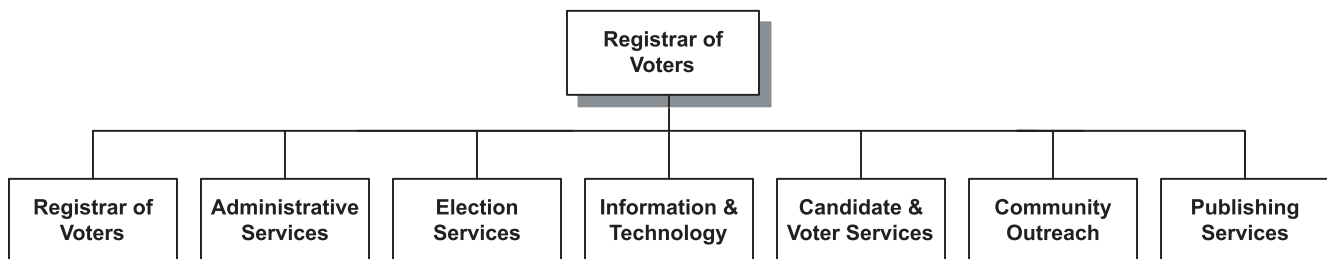 Registrar of
Voters
Registrar of
Voters
Administrative
Services
Election
Services
Information &
Technology
Candidate &
Voter Services
Community
Outreach
Publishing
Services